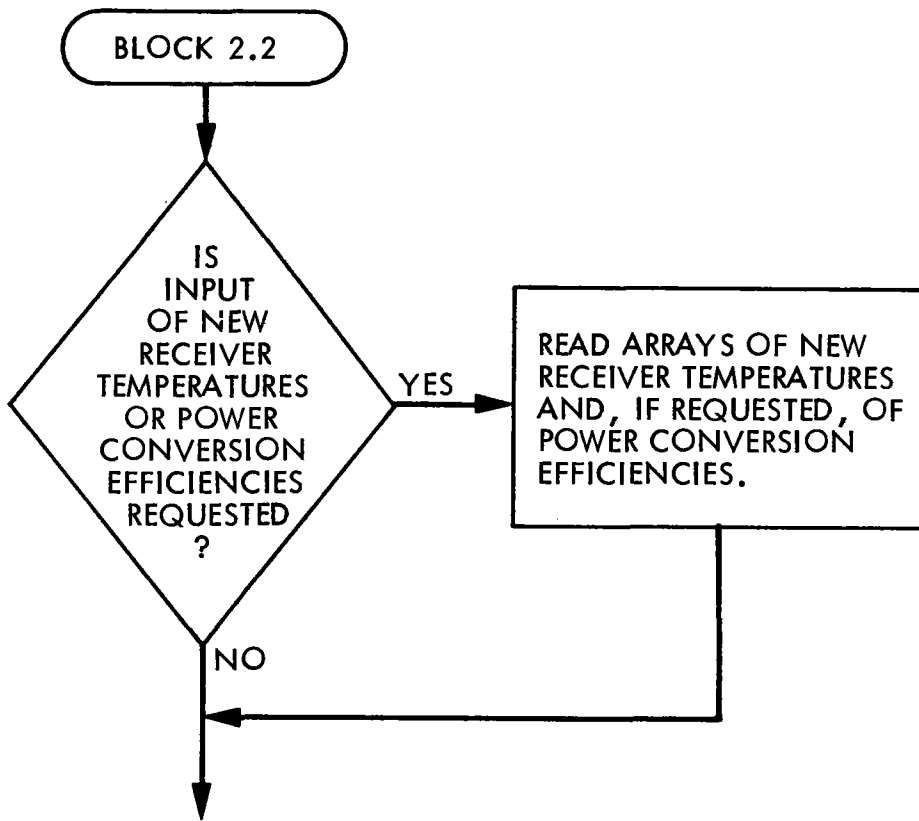 BLOCK 2.2
IS
INPUT
OF NEW
RECEIVER
TEMPERATURES
OR POWER
CONVERSION
EFFICIENCIES
REQUESTED
?
YES
READ ARRAYS OF NEW
RECEIVER TEMPERATURES
AND, IF REQUESTED, OF
POWER CONVERSION
EFFICIENCIES.
NO